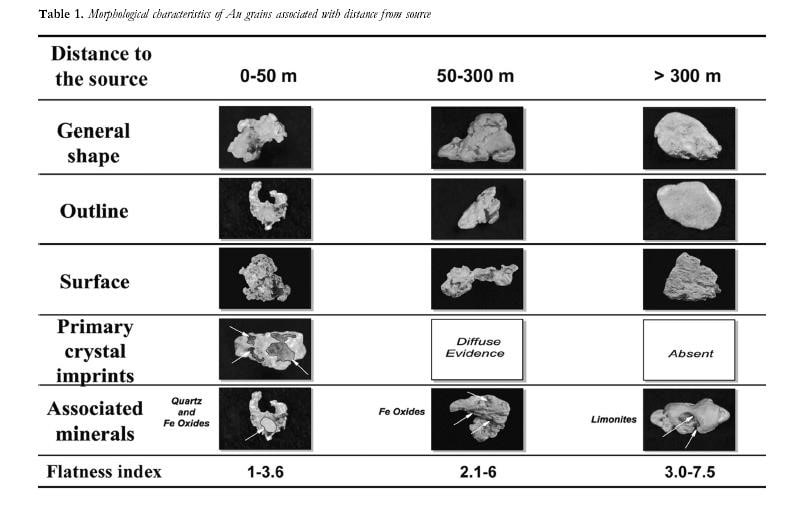 Table 1. Morphological characteristics of Au grains associated with distance from source
Distance to
the source
0-50 m
50-300 m
> 300 m
General
shape
Outline
Surface
Primary
crystal
imprints
Diffuse
Evidence
Absent
Associated
minerals
Quartz
and
Fe Oxides
Fe Oxides
Limonites
Flatness index
1-3.6
2.1-6
3.0-7.5